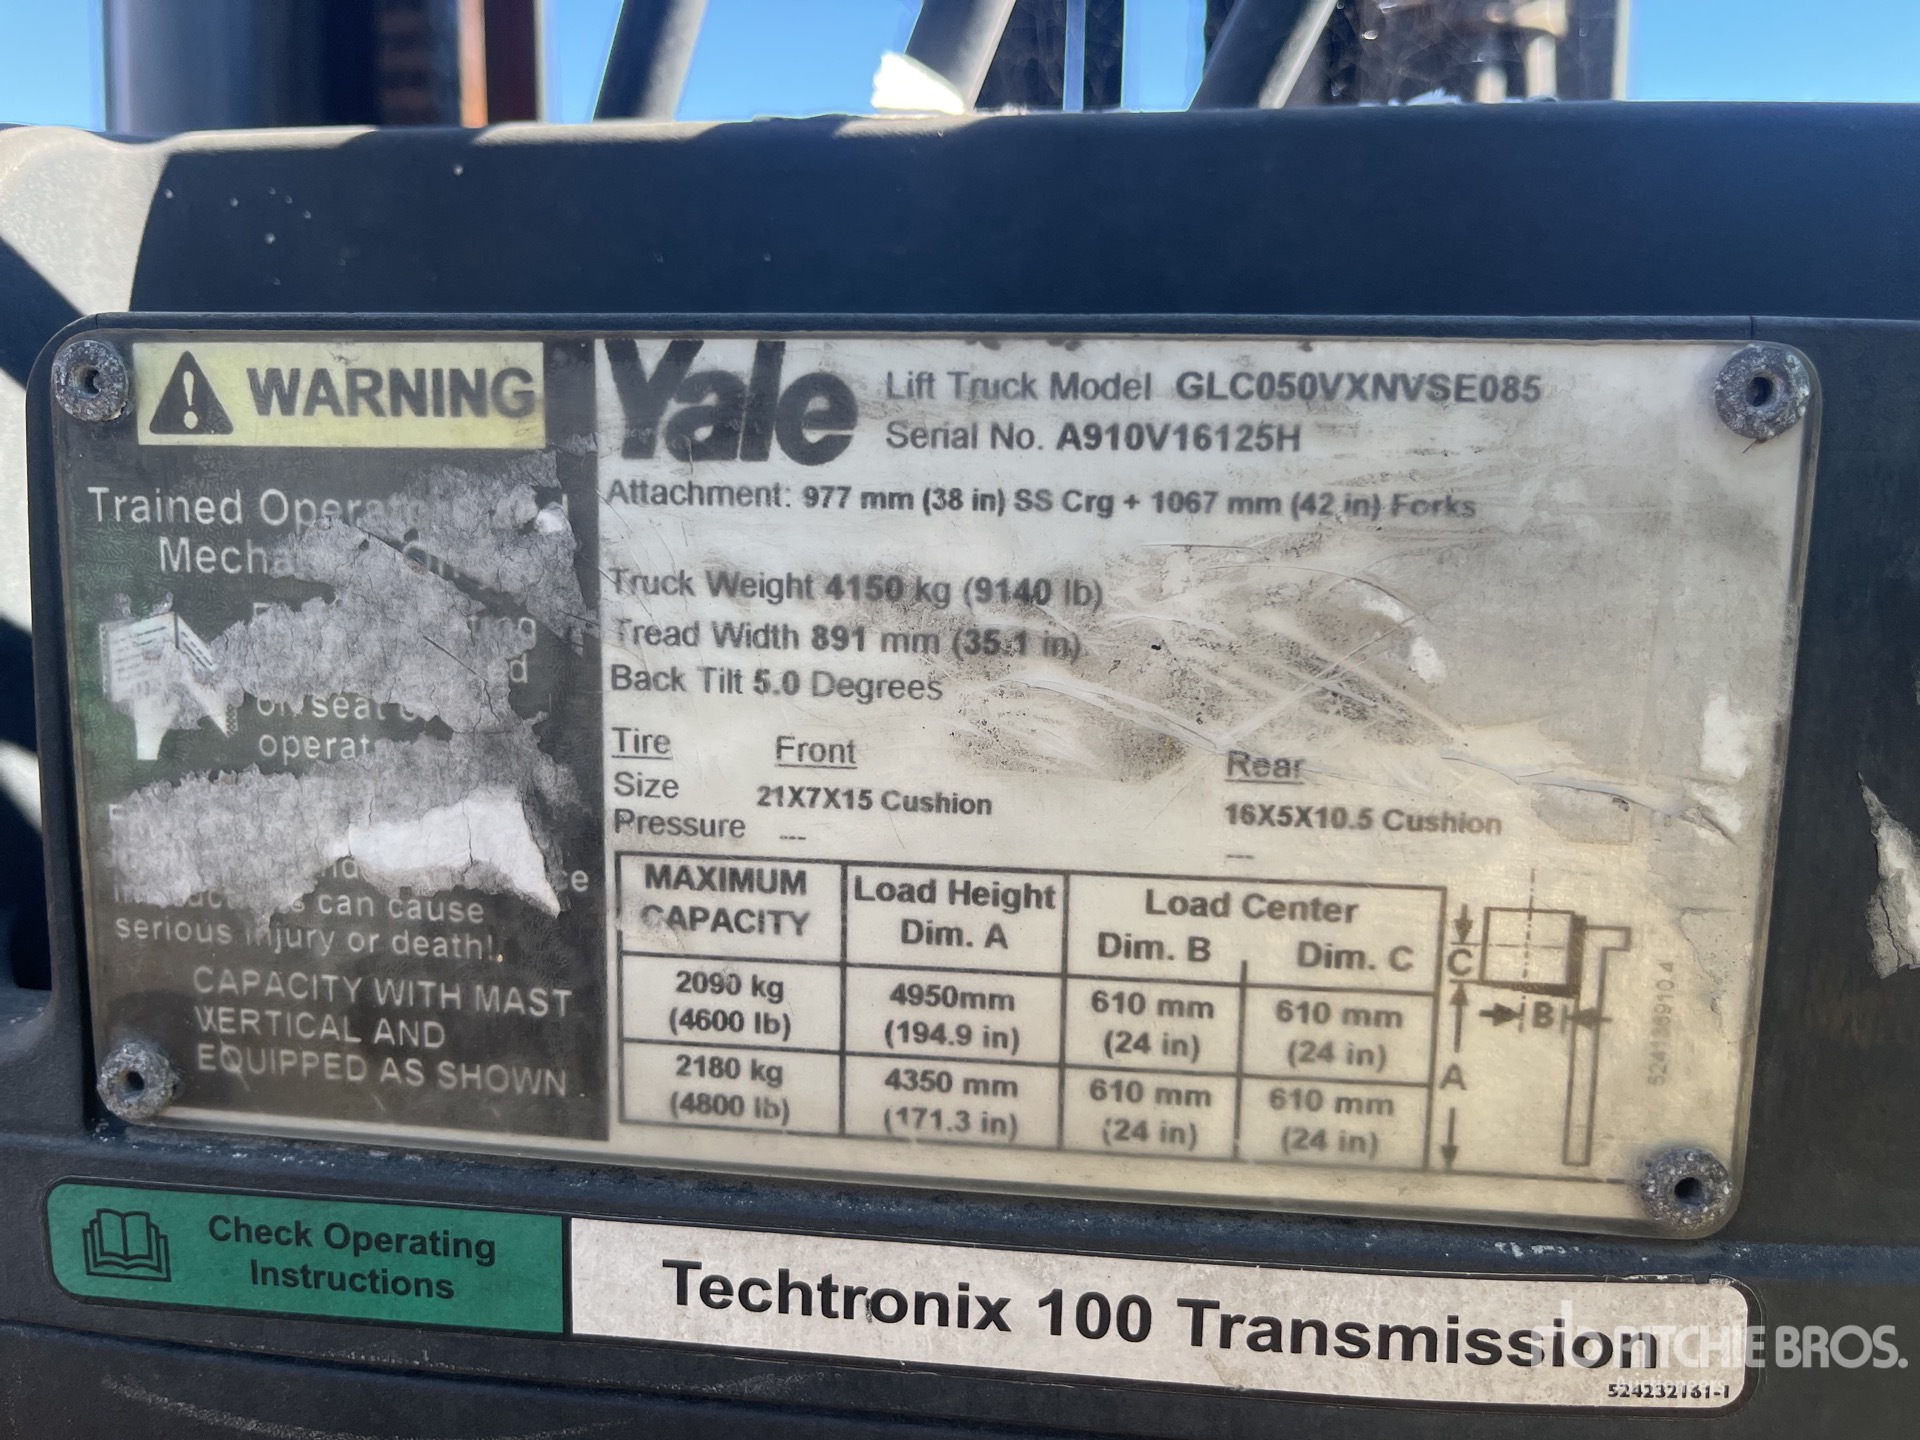 WARNING
Trained Oper
Mecha
on seat
operat
can cause
serious injury or death!
CAPACITY WITH MAST
VERTICAL AND
EQUIPPED AS SHOWN
Yale
Lift Truck Model GLC050VXNVSE085
Serial No. A910V16125H
Attachment: 977 mm (38 in) SS Crg + 1067 mm (42 in) Forks
Truck Weight 4150 kg (9140 lb)
Tread Width 891 mm (35.1 in)
Back Tilt 5.0 Degrees
Tire Front Rear
Size 21X7X15 Cushion 16X5X10.5 Cushion
Pressure --- ---
MAXIMUM CAPACITY
Load Height Dim. A
Load Center
Dim. B Dim. C
2090 kg 4950mm 610 mm 610 mm
(4600 lb) (194.9 in) (24 in) (24 in)
2180 kg 4350 mm 610 mm 610 mm
(4800 lb) (171.3 in) (24 in) (24 in)
C
B
A
Check Operating
Instructions
Techtronix 100 Transmission
524232161-1
RITCHIE BROS.
Auctioneers